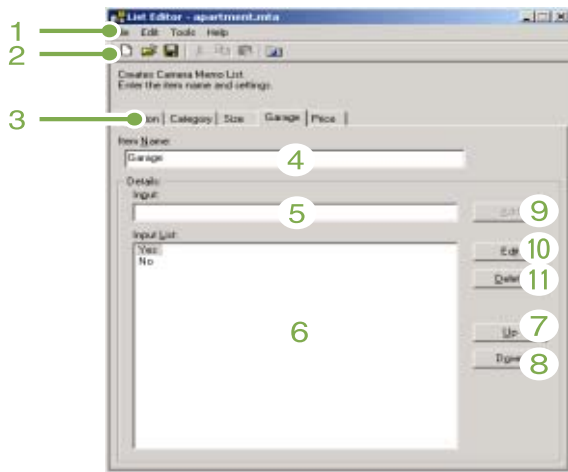 List Editor - apartment.mta
1
Edit Tools Help
2
Creates Camera Memo List.
Enter the item name and settings.
3
Category Size Garage Price
Item Name:
Garage
4
Details:
Input:
5
9
Input List:
Yes
No
Edit
10
Delete
11
6
Up
7
Down
8